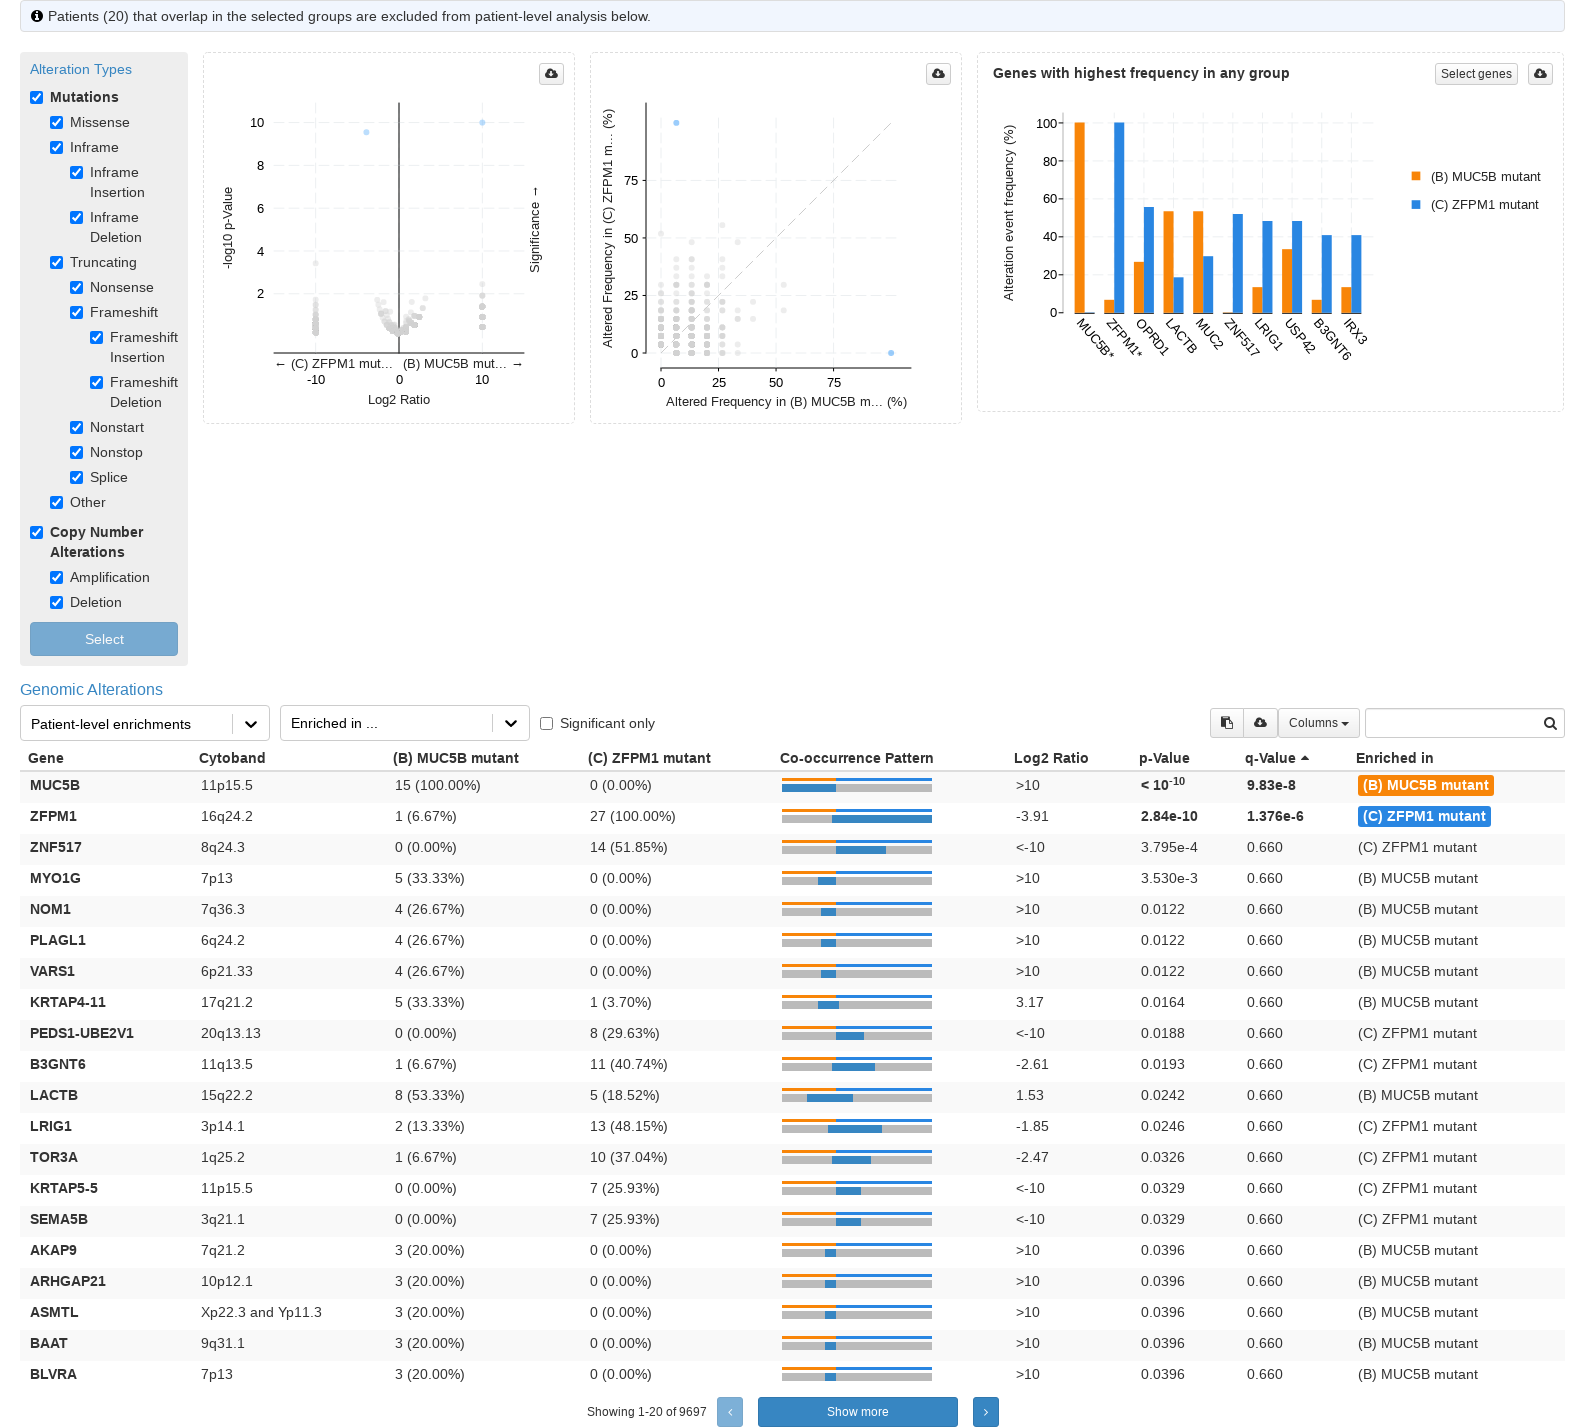 Patients (20) that overlap in the selected groups are excluded from patient-level analysis below.
Alteration Types
Mutations
Missense
Inframe
Inframe
Insertion
Inframe
Deletion
Truncating
Nonsense
Frameshift
Frameshift
Insertion
Frameshift
Deletion
Nonstart
Nonstop
Splice
Other
Copy Number
Alterations
Amplification
Deletion
Select
-log10 p-Value
10
8
6
4
2
Significance →
← (C) ZFPM1 mut... (B) MUC5B mut... →
-10 0 10
Log2 Ratio
Altered Frequency in (C) ZFPM1 m... (%)
75
50
25
0
0 25 50 75
Altered Frequency in (B) MUC5B m... (%)
Genes with highest frequency in any group
Select genes
Alteration event frequency (%)
100
80
60
40
20
0
MUC5B*
ZFPM1*
OPRD1
LACTB
MUC2
ZNF517
LRIG1
USP42
B3GNT6
IRX3
(B) MUC5B mutant
(C) ZFPM1 mutant
Genomic Alterations
Patient-level enrichments Enriched in ... Significant only Columns
Gene Cytoband (B) MUC5B mutant (C) ZFPM1 mutant Co-occurrence Pattern Log2 Ratio p-Value q-Value Enriched in
MUC5B 11p15.5 15 (100.00%) 0 (0.00%) >10 < 10-10 9.83e-8 (B) MUC5B mutant
ZFPM1 16q24.2 1 (6.67%) 27 (100.00%) -3.91 2.84e-10 1.376e-6 (C) ZFPM1 mutant
ZNF517 8q24.3 0 (0.00%) 14 (51.85%) <-10 3.795e-4 0.660 (C) ZFPM1 mutant
MYO1G 7p13 5 (33.33%) 0 (0.00%) >10 3.530e-3 0.660 (B) MUC5B mutant
NOM1 7q36.3 4 (26.67%) 0 (0.00%) >10 0.0122 0.660 (B) MUC5B mutant
PLAGL1 6q24.2 4 (26.67%) 0 (0.00%) >10 0.0122 0.660 (B) MUC5B mutant
VARS1 6p21.33 4 (26.67%) 0 (0.00%) >10 0.0122 0.660 (B) MUC5B mutant
KRTAP4-11 17q21.2 5 (33.33%) 1 (3.70%) 3.17 0.0164 0.660 (B) MUC5B mutant
PEDS1-UBE2V1 20q13.13 0 (0.00%) 8 (29.63%) <-10 0.0188 0.660 (C) ZFPM1 mutant
B3GNT6 11q13.5 1 (6.67%) 11 (40.74%) -2.61 0.0193 0.660 (C) ZFPM1 mutant
LACTB 15q22.2 8 (53.33%) 5 (18.52%) 1.53 0.0242 0.660 (B) MUC5B mutant
LRIG1 3p14.1 2 (13.33%) 13 (48.15%) -1.85 0.0246 0.660 (C) ZFPM1 mutant
TOR3A 1q25.2 1 (6.67%) 10 (37.04%) -2.47 0.0326 0.660 (C) ZFPM1 mutant
KRTAP5-5 11p15.5 0 (0.00%) 7 (25.93%) <-10 0.0329 0.660 (C) ZFPM1 mutant
SEMA5B 3q21.1 0 (0.00%) 7 (25.93%) <-10 0.0329 0.660 (C) ZFPM1 mutant
AKAP9 7q21.2 3 (20.00%) 0 (0.00%) >10 0.0396 0.660 (B) MUC5B mutant
ARHGAP21 10p12.1 3 (20.00%) 0 (0.00%) >10 0.0396 0.660 (B) MUC5B mutant
ASMTL Xp22.3 and Yp11.3 3 (20.00%) 0 (0.00%) >10 0.0396 0.660 (B) MUC5B mutant
BAAT 9q31.1 3 (20.00%) 0 (0.00%) >10 0.0396 0.660 (B) MUC5B mutant
BLVRA 7p13 3 (20.00%) 0 (0.00%) >10 0.0396 0.660 (B) MUC5B mutant
Showing 1-20 of 9697 ‹ Show more ›